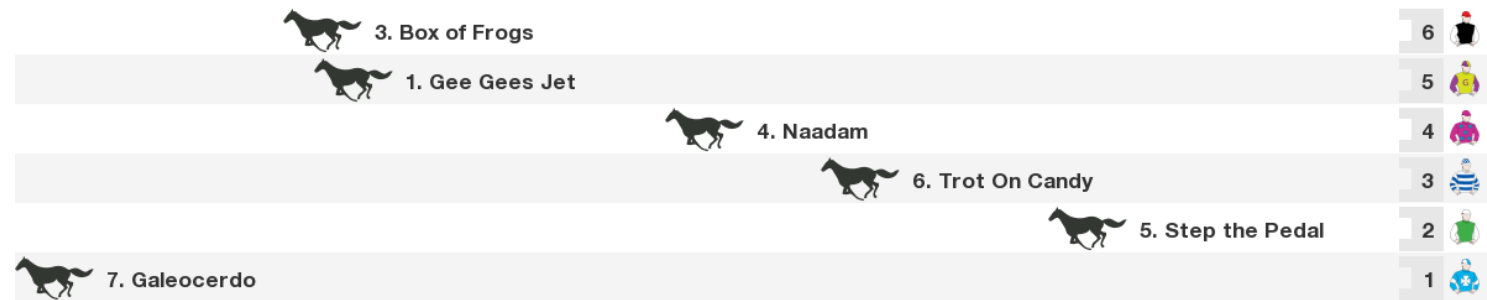 3. Box of Frogs 6
1. Gee Gees Jet 5 G
4. Naadam 4
6. Trot On Candy 3
5. Step the Pedal 2
7. Galeocerdo 1